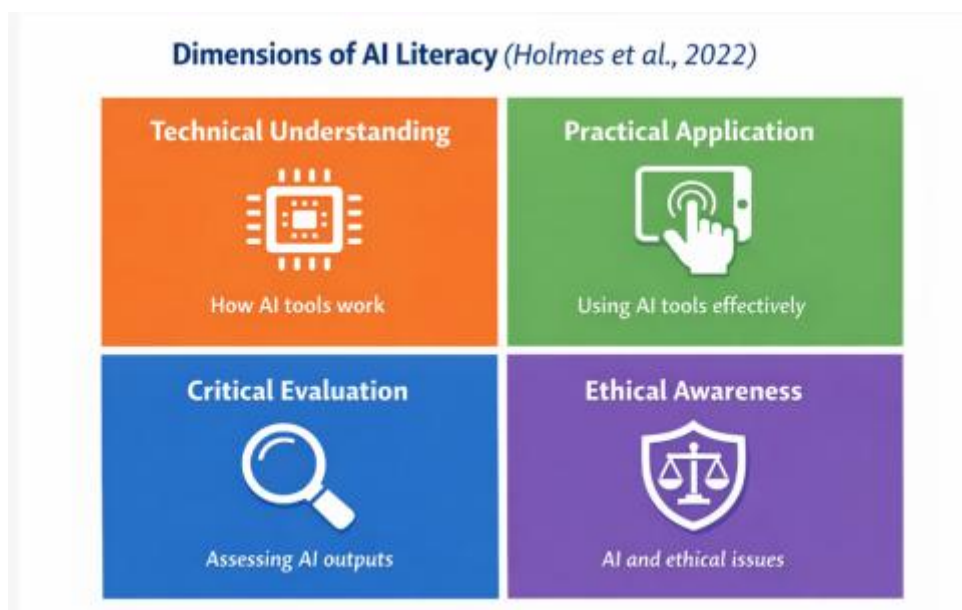 Dimensions of AI Literacy (Holmes et al., 2022)
Technical Understanding
How AI tools work
Practical Application
Using AI tools effectively
Critical Evaluation
Assessing AI outputs
Ethical Awareness
AI and ethical issues